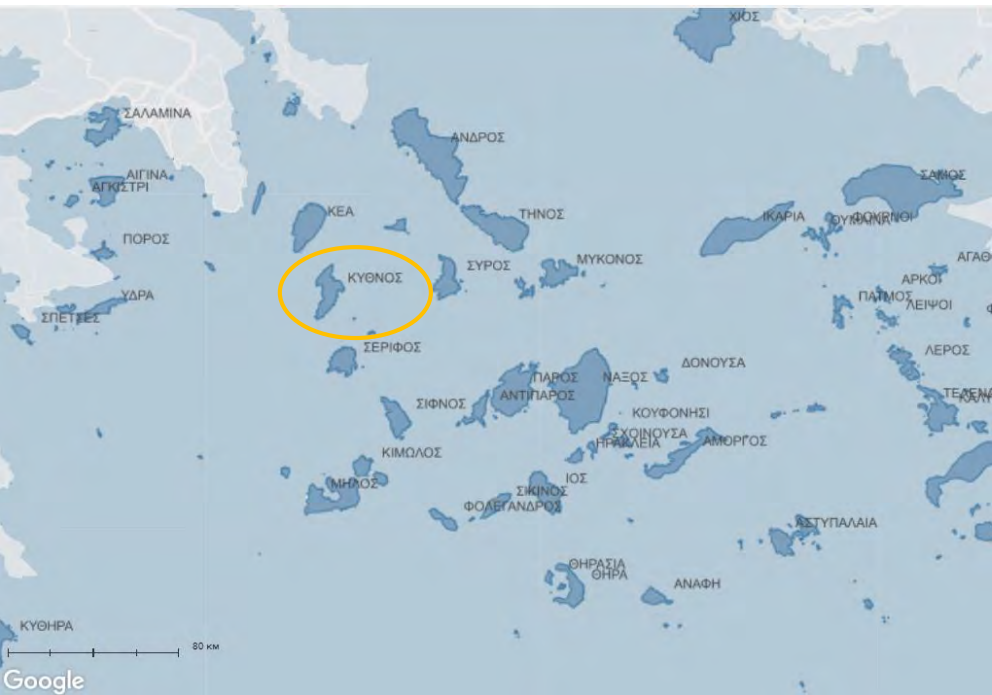 ΧΙΟΣ
ΣΑΛΑΜΙΝΑ
ΑΝΔΡΟΣ
ΑΙΓΙΝΑ
ΑΓΚΙΣΤΡΙ
ΣΑΜΟΣ
ΚΕΑ
ΤΗΝΟΣ
ΙΚΑΡΙΑ
ΘΥΜΑΙΝΑ
ΦΟΥΡΝΟΙ
ΠΟΡΟΣ
ΑΓΑΘ
ΣΥΡΟΣ
ΜΥΚΟΝΟΣ
ΚΥΘΝΟΣ
ΑΡΚΟΙ
ΥΔΡΑ
ΠΑΤΜΟΣ
ΛΕΙΨΟΙ
ΣΠΕΤΣΕΣ
ΣΕΡΙΦΟΣ
ΛΕΡΟΣ
ΔΟΝΟΥΣΑ
ΠΑΡΟΣ
ΝΑΞΟΣ
ΑΝΤΙΠΑΡΟΣ
ΣΙΦΝΟΣ
ΚΟΥΦΟΝΗΣΙ
ΣΧΟΙΝΟΥΣΑ
ΗΡΑΚΛΕΙΑ
ΑΜΟΡΓΟΣ
ΚΙΜΩΛΟΣ
ΙΟΣ
ΜΗΛΟΣ
ΣΙΚΙΝΟΣ
ΦΟΛΕΓΑΝΔΡΟΣ
ΑΣΤΥΠΑΛΑΙΑ
ΘΗΡΑΣΙΑ
ΘΗΡΑ
ΑΝΑΦΗ
ΚΥΘΗΡΑ
80 км
Google